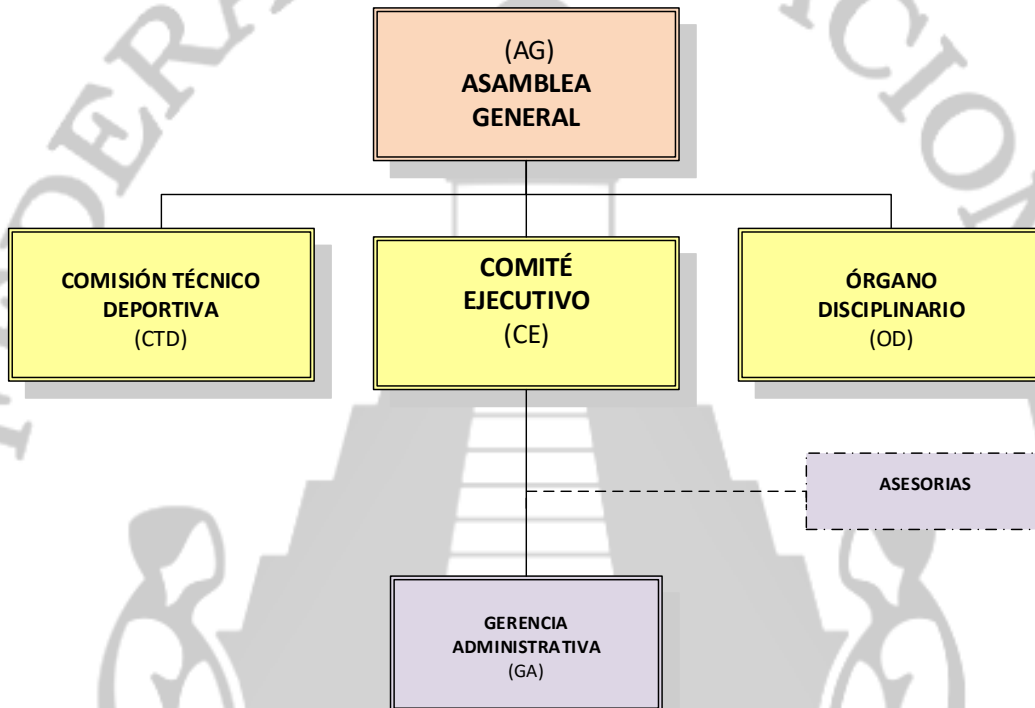 (AG)
ASAMBLEA
GENERAL
COMISIÓN TÉCNICO
DEPORTIVA
(CTD)
COMITÉ
EJECUTIVO
(CE)
ÓRGANO
DISCIPLINARIO
(OD)
ASESORIAS
GERENCIA
ADMINISTRATIVA
(GA)